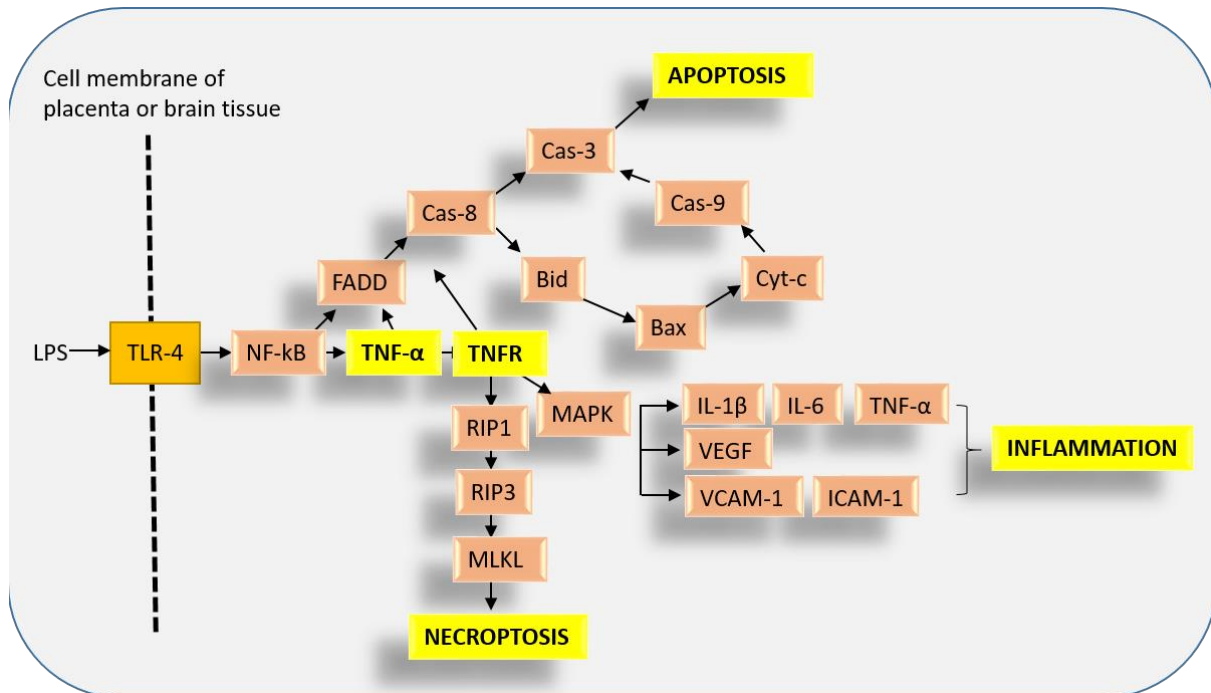 Cell membrane of
placenta or brain tissue
APOPTOSIS
Cas-3
Cas-8
Cas-9
FADD
Bid
Cyt-c
Bax
LPS
TLR-4
NF-kB
TNF-α
TNFR
MAPK
RIP1
RIP3
MLKL
NECROPTOSIS
IL-1β
IL-6
TNF-α
VEGF
VCAM-1
ICAM-1
INFLAMMATION